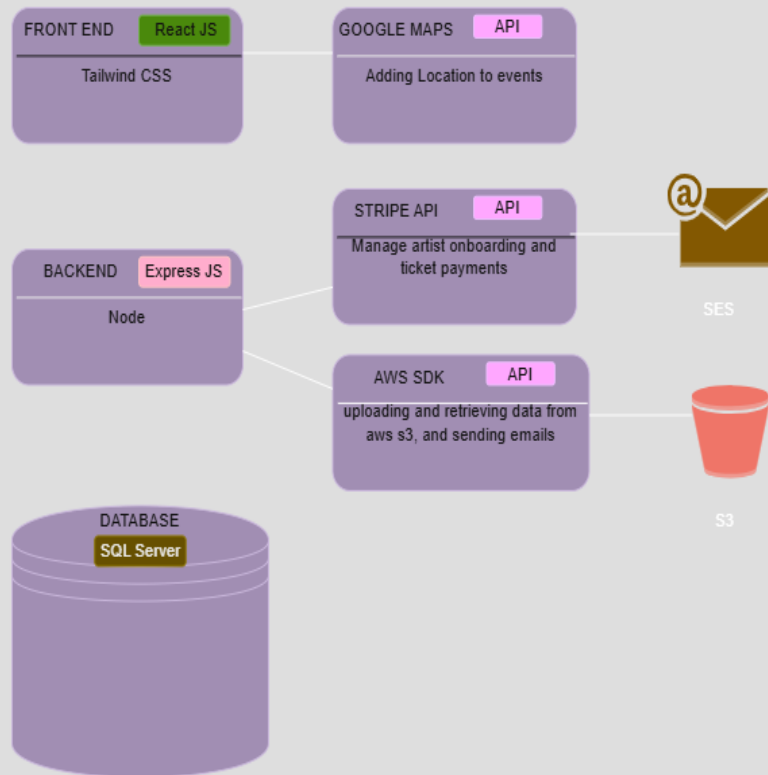 FRONT END React JS
Tailwind CSS
GOOGLE MAPS API
Adding Location to events
STRIPE API API
Manage artist onboarding and
ticket payments
SES
BACKEND Express JS
Node
AWS SDK API
uploading and retrieving data from
aws s3, and sending emails
S3
DATABASE
SQL Server